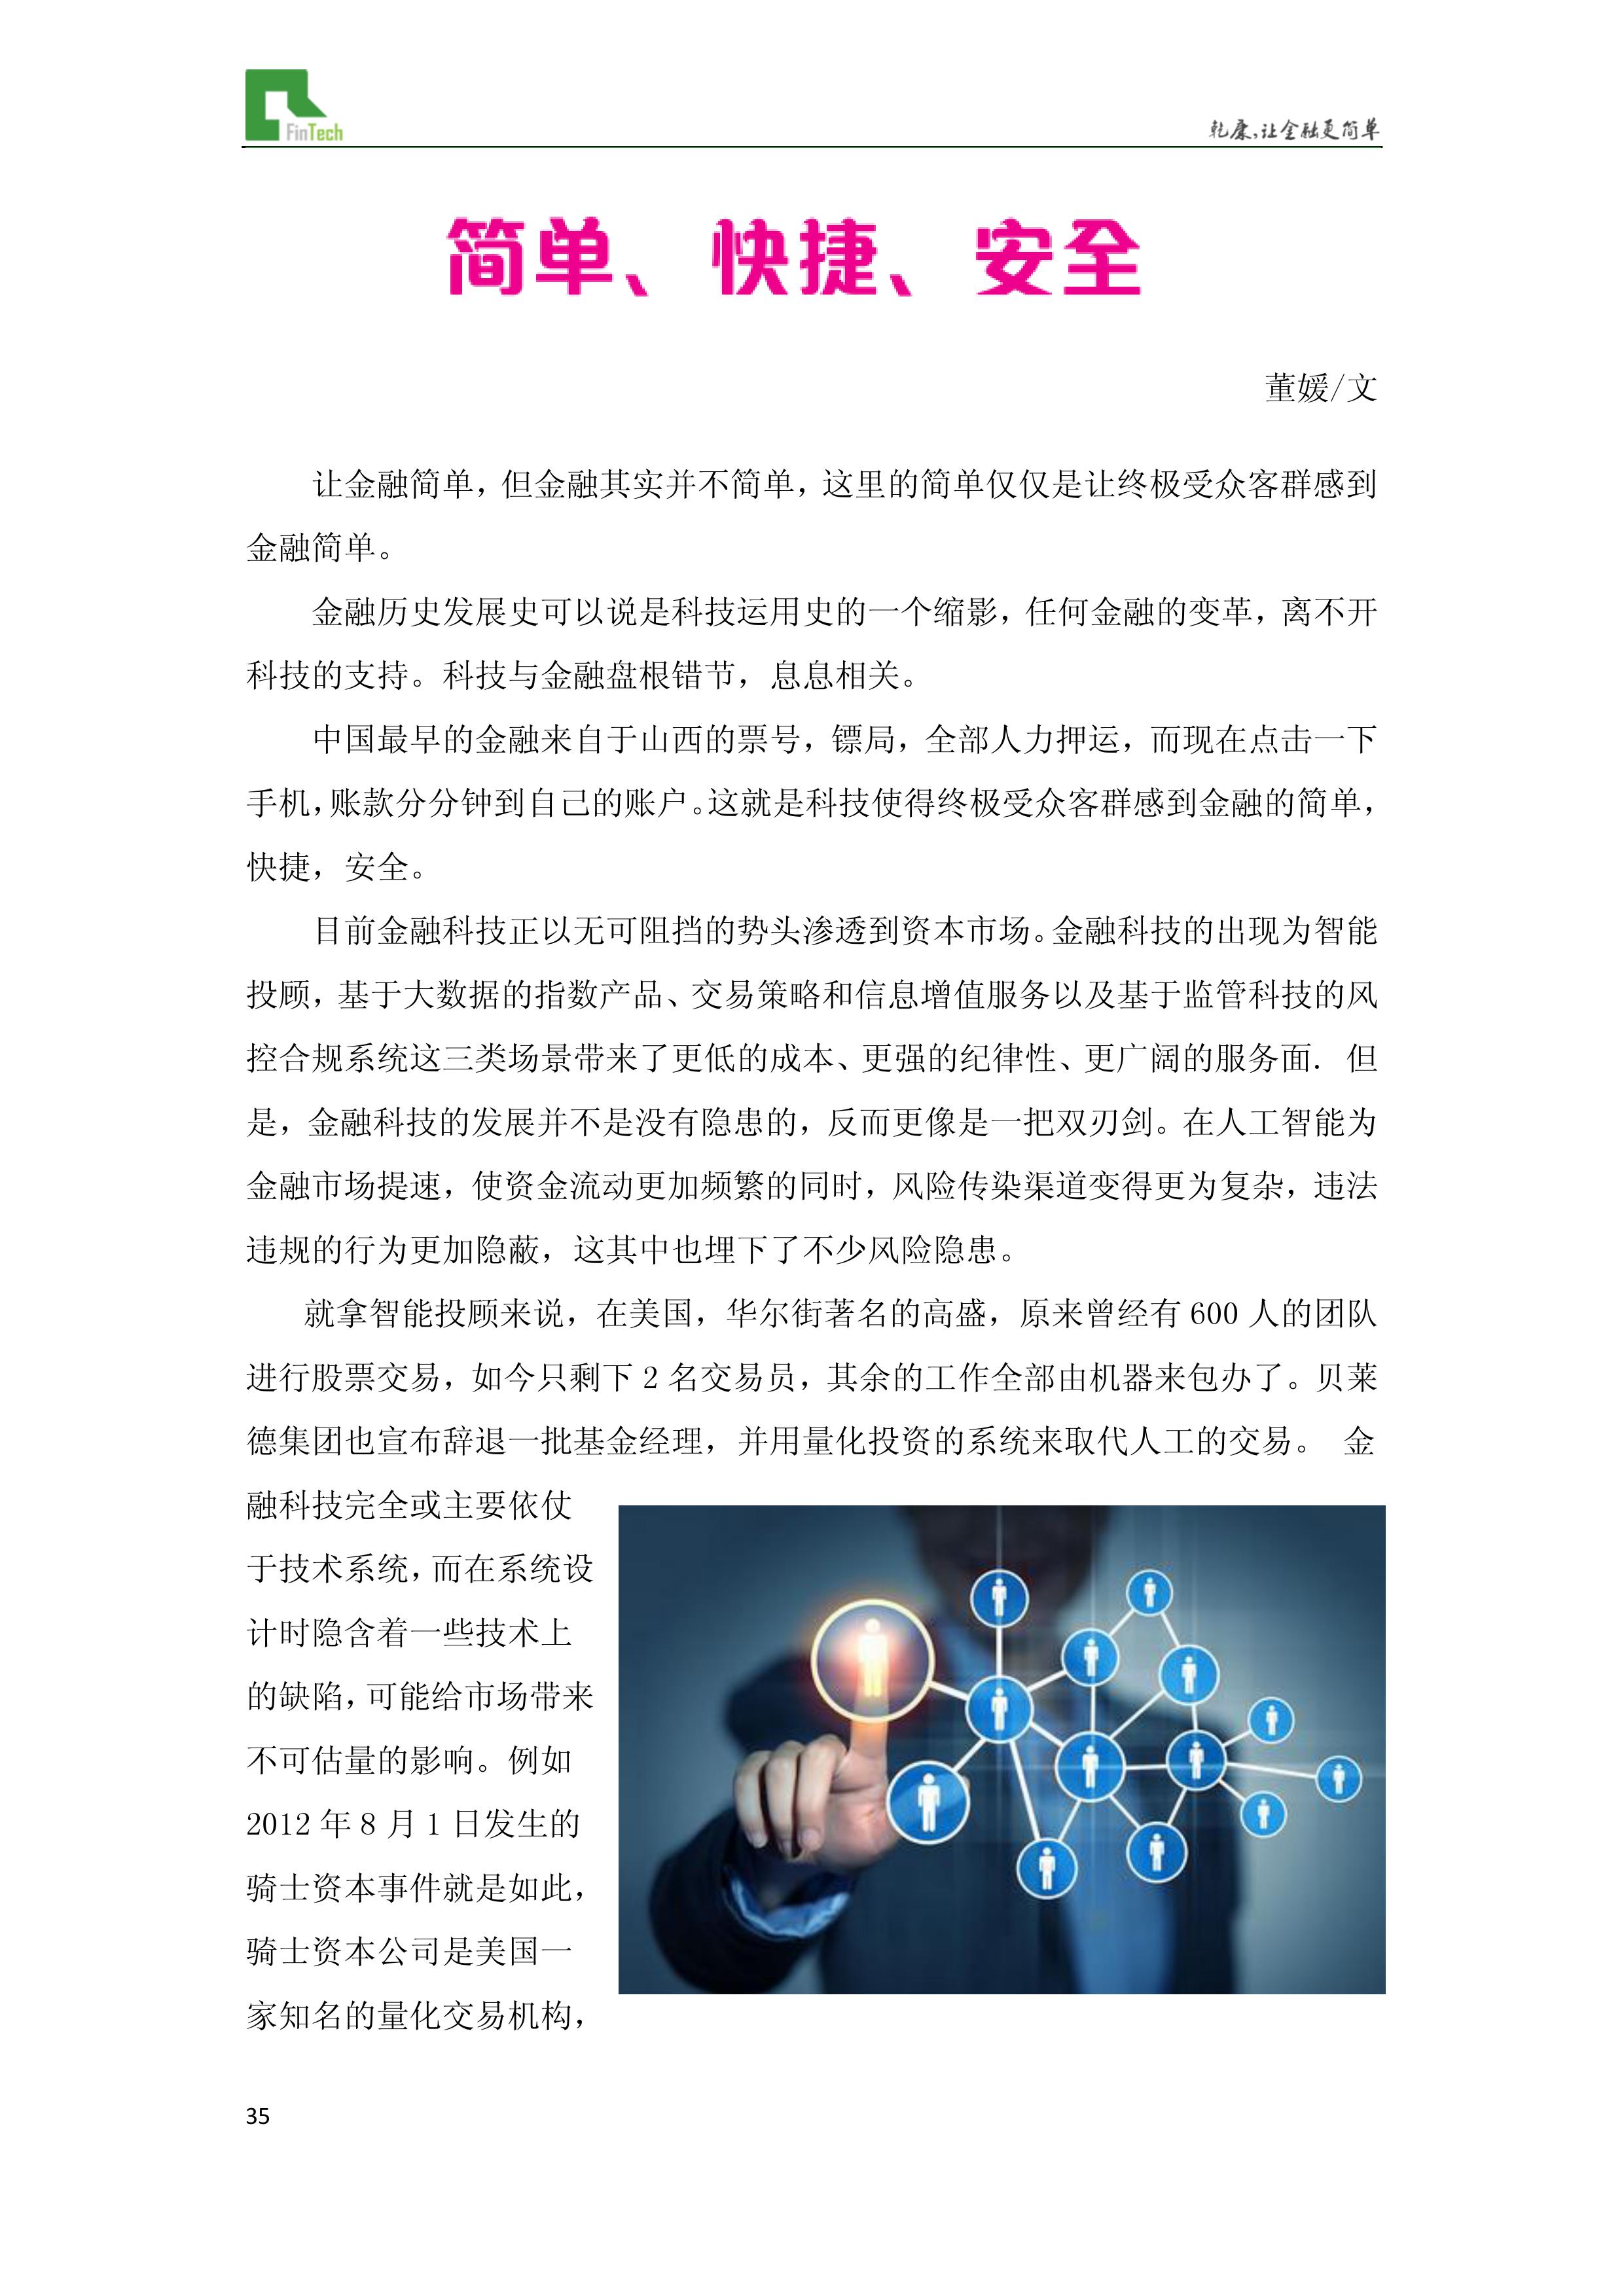 FinTech
乾康,让金融更简单
简单、快捷、安全
董媛/文
让金融简单，但金融其实并不简单，这里的简单仅仅是让终极受众客群感到
金融简单。
金融历史发展史可以说是科技运用史的一个缩影，任何金融的变革，离不开
科技的支持。科技与金融盘根错节，息息相关。
中国最早的金融来自于山西的票号，镖局，全部人力押运，而现在点击一下
手机，账款分分钟到自己的账户。这就是科技使得终极受众客群感到金融的简单，
快捷，安全。
目前金融科技正以无可阻挡的势头渗透到资本市场。金融科技的出现为智能
投顾，基于大数据的指数产品、交易策略和信息增值服务以及基于监管科技的风
控合规系统这三类场景带来了更低的成本、更强的纪律性、更广阔的服务面. 但
是，金融科技的发展并不是没有隐患的，反而更像是一把双刃剑。在人工智能为
金融市场提速，使资金流动更加频繁的同时，风险传染渠道变得更为复杂，违法
违规的行为更加隐蔽，这其中也埋下了不少风险隐患。
就拿智能投顾来说，在美国，华尔街著名的高盛，原来曾经有 600 人的团队
进行股票交易，如今只剩下 2 名交易员，其余的工作全部由机器来包办了。贝莱
德集团也宣布辞退一批基金经理，并用量化投资的系统来取代人工的交易。 金
融科技完全或主要依仗
于技术系统，而在系统设
计时隐含着一些技术上
的缺陷，可能给市场带来
不可估量的影响。例如
2012 年 8 月 1 日发生的
骑士资本事件就是如此，
骑士资本公司是美国一
家知名的量化交易机构，
35